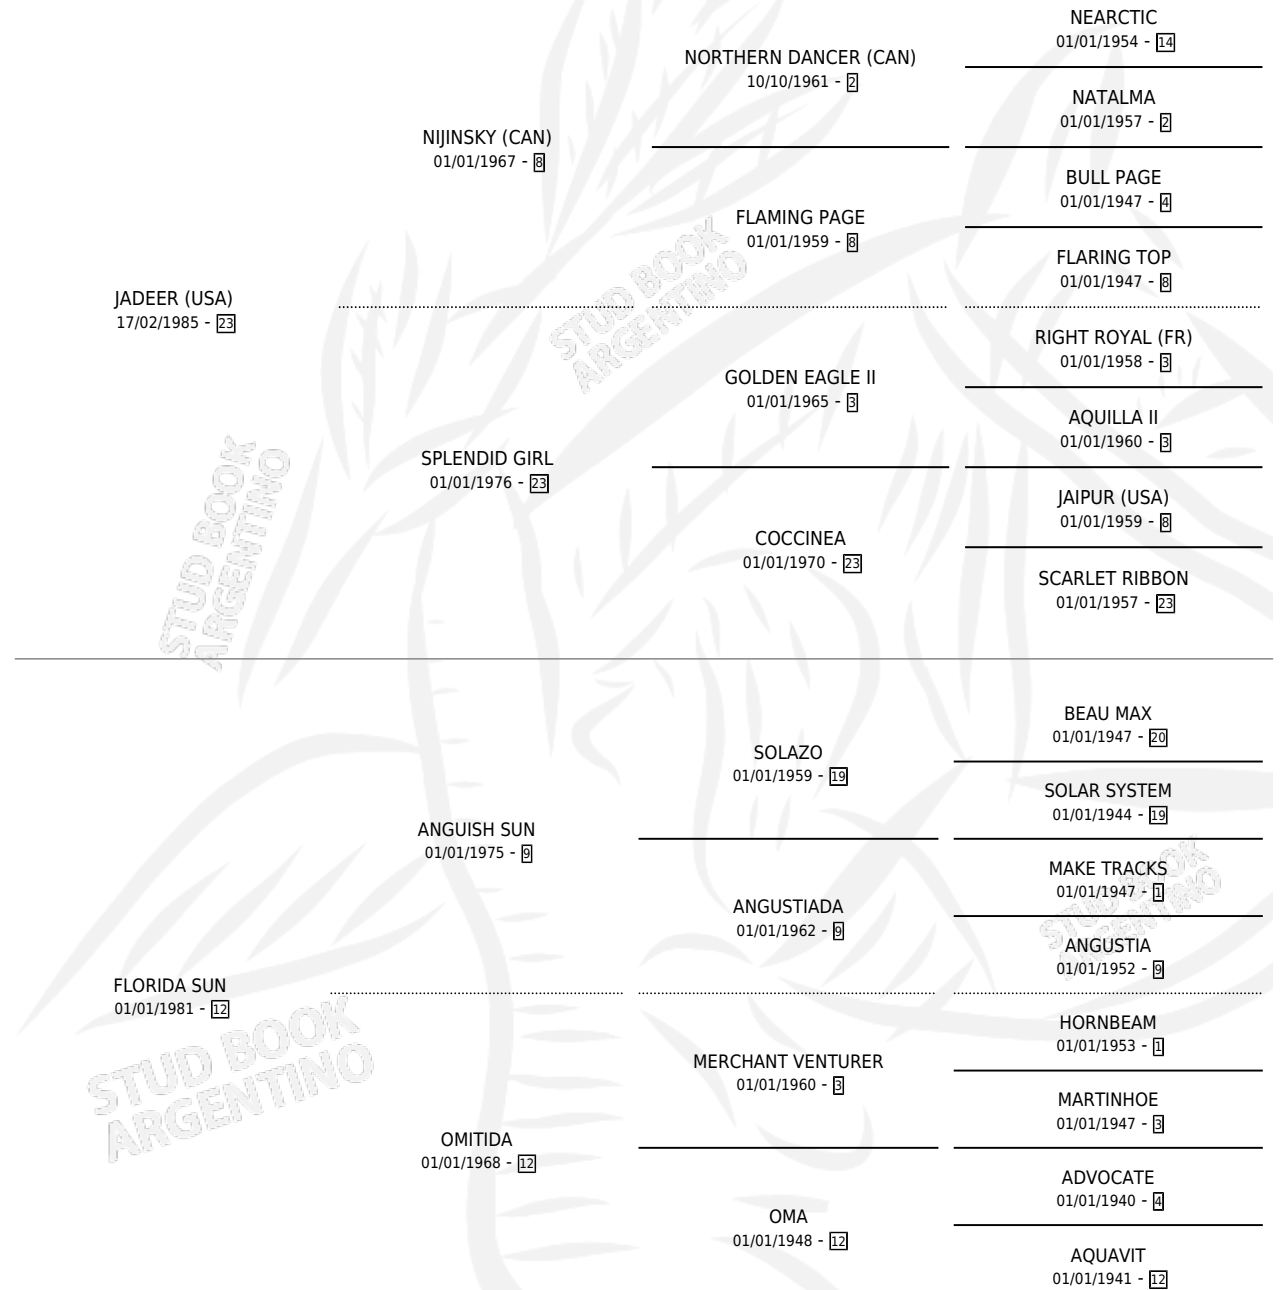 NEARCTIC
01/01/1954 - 14
NORTHERN DANCER (CAN)
10/10/1961 - 2
NATALMA
01/01/1957 - 2
NIJINSKY (CAN)
01/01/1967 - 8
BULL PAGE
01/01/1947 - 4
FLAMING PAGE
01/01/1959 - 8
FLARING TOP
01/01/1947 - 8
JADEER (USA)
17/02/1985 - 23
RIGHT ROYAL (FR)
01/01/1958 - 3
GOLDEN EAGLE II
01/01/1965 - 3
AQUILLA II
01/01/1960 - 3
SPLENDID GIRL
01/01/1976 - 23
JAIPUR (USA)
01/01/1959 - 8
COCCINEA
01/01/1970 - 23
SCARLET RIBBON
01/01/1957 - 23
BEAU MAX
01/01/1947 - 20
SOLAZO
01/01/1959 - 19
SOLAR SYSTEM
01/01/1944 - 19
ANGUISH SUN
01/01/1975 - 9
MAKE TRACKS
01/01/1947 - 1
ANGUSTIADA
01/01/1962 - 9
ANGUSTIA
01/01/1952 - 9
FLORIDA SUN
01/01/1981 - 12
HORNBEAM
01/01/1953 - 1
MERCHANT VENTURER
01/01/1960 - 3
MARTINHOE
01/01/1947 - 3
OMITIDA
01/01/1968 - 12
ADVOCATE
01/01/1940 - 4
OMA
01/01/1948 - 12
AQUAVIT
01/01/1941 - 12
STUD BOOK
ARGENTINO
STUD BOOK
ARGENTINO
STUD BOOK
ARGENTINO
STUD BOOK
ARGENTINO